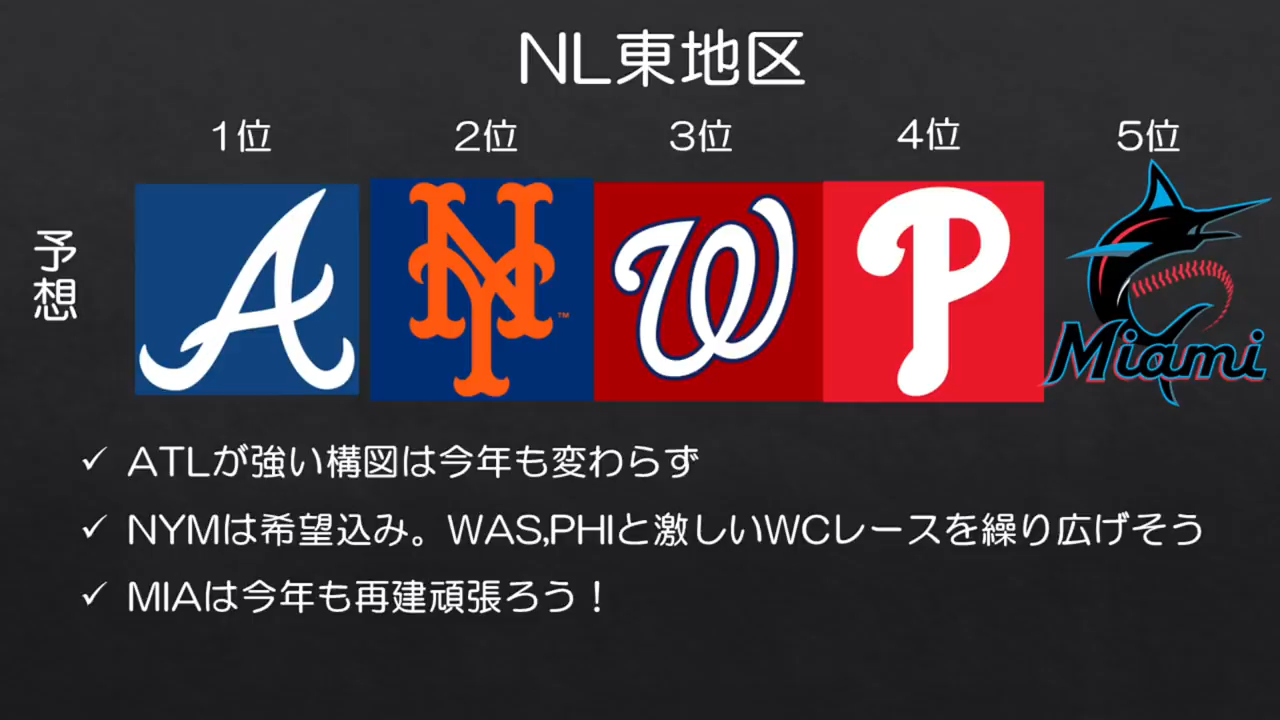 NL東地区
1位 2位 3位 4位 5位
予想
A NY W P Miami
™
✓ ATLが強い構図は今年も変わらず
✓ NYMは希望込み。WAS,PHIと激しいWCレースを繰り広げそう
✓ MIAは今年も再建頑張ろう！